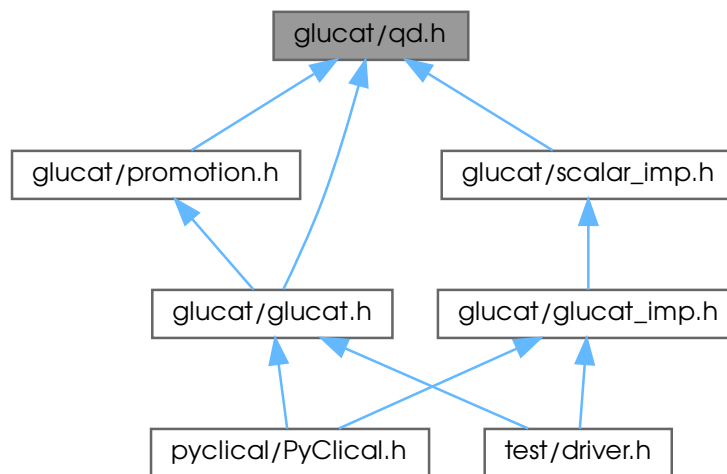 glucat/qd.h
glucat/promotion.h
glucat/scalar_imp.h
glucat/glucat.h
glucat/glucat_imp.h
pyclical/PyClical.h
test/driver.h